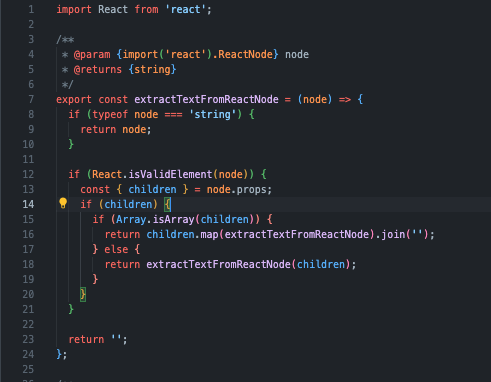 1 import React from 'react';
2
3 /**
4  * @param {import('react').ReactNode} node
5  * @returns {string}
6  */
7 export const extractTextFromReactNode = (node) => {
8   if (typeof node === 'string') {
9     return node;
10   }
11
12   if (React.isValidElement(node)) {
13     const { children } = node.props;
14     if (children) {
15       if (Array.isArray(children)) {
16         return children.map(extractTextFromReactNode).join('');
17       } else {
18         return extractTextFromReactNode(children);
19       }
20     }
21   }
22
23   return '';
24 };
25